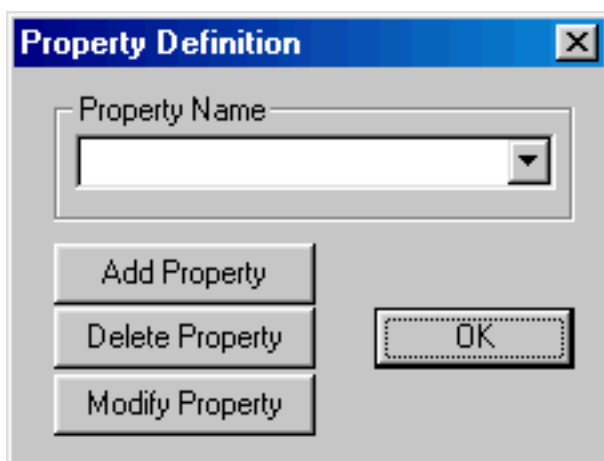 Property Definition
Property Name
Add Property
Delete Property
OK
Modify Property